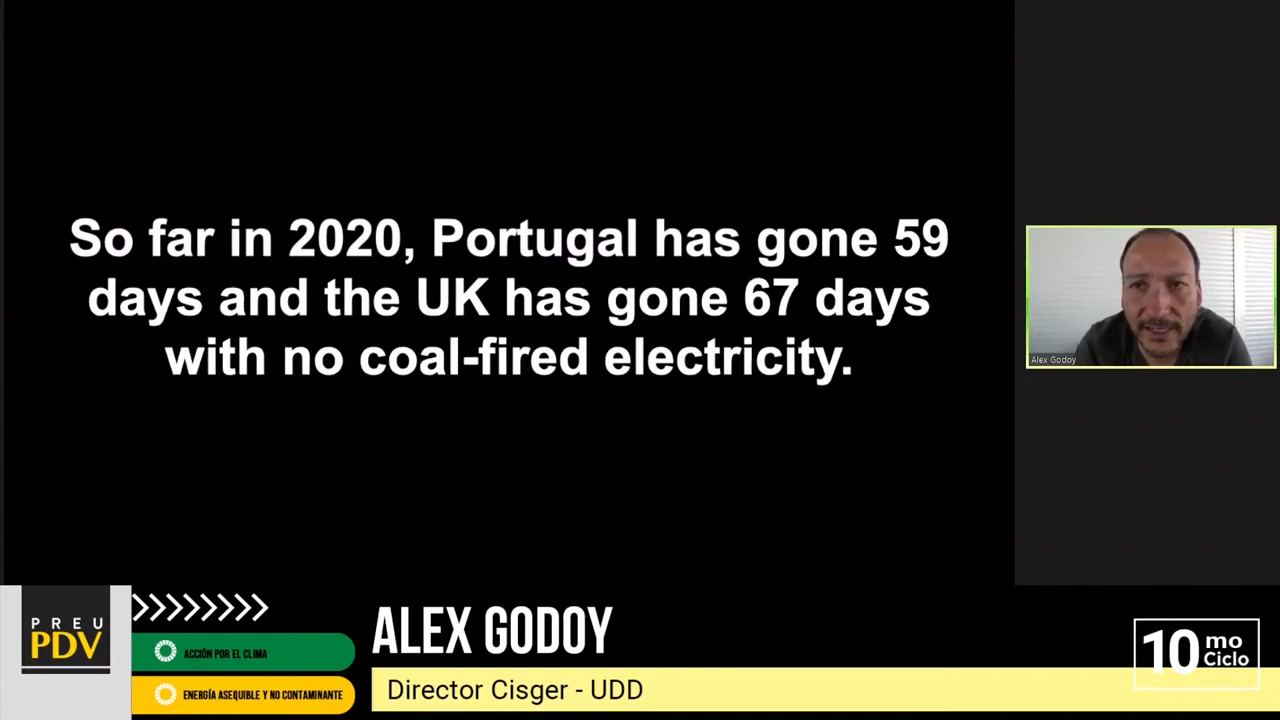 So far in 2020, Portugal has gone 59
days and the UK has gone 67 days
with no coal-fired electricity.
Alex Godoy
PREU
PDV
ACCIÓN POR EL CLIMA
ENERGÍA ASEQUIBLE Y NO CONTAMINANTE
ALEX GODOY
Director Cisger - UDD
10 mo
Ciclo